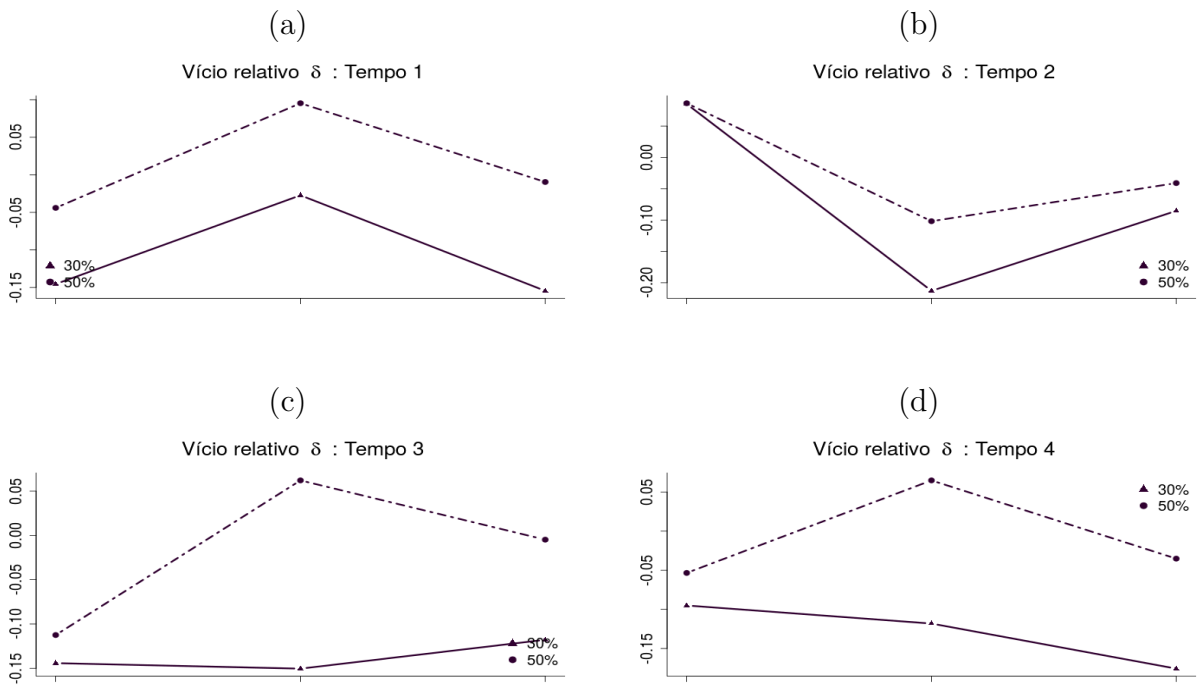 (a)
Vício relativo δ : Tempo 1
0.05
-0.05
-0.15
30%
50%
(b)
Vício relativo δ : Tempo 2
0.00
-0.10
-0.20
30%
50%
(c)
Vício relativo δ : Tempo 3
0.05
0.00
-0.05
-0.10
-0.15
30%
50%
(d)
Vício relativo δ : Tempo 4
0.05
-0.05
-0.15
30%
50%